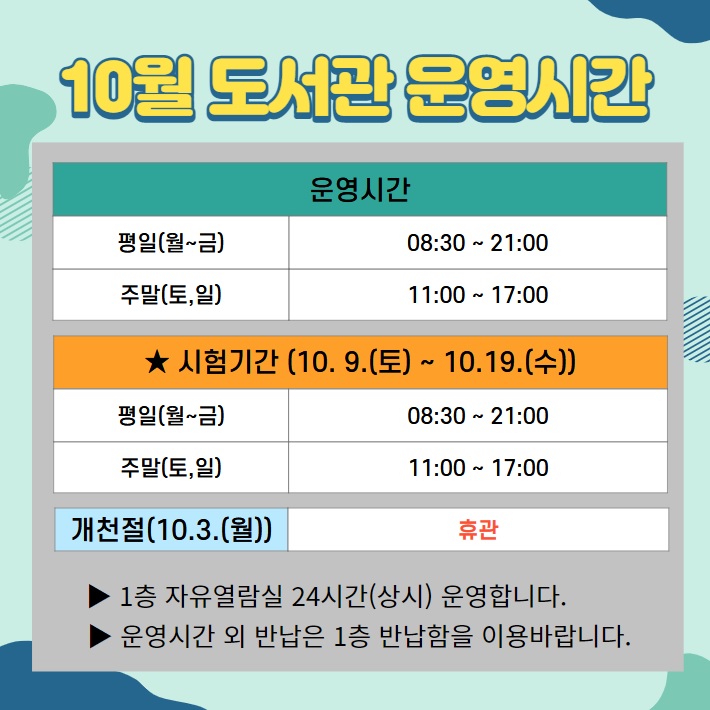 10월 도서관 운영시간
운영시간
평일(월~금) 08:30 ~ 21:00
주말(토,일) 11:00 ~ 17:00
★ 시험기간 (10. 9.(토) ~ 10.19.(수))
평일(월~금) 08:30 ~ 21:00
주말(토,일) 11:00 ~ 17:00
개천절(10.3.(월)) 휴관
▶ 1층 자유열람실 24시간(상시) 운영합니다.
▶ 운영시간 외 반납은 1층 반납함을 이용바랍니다.